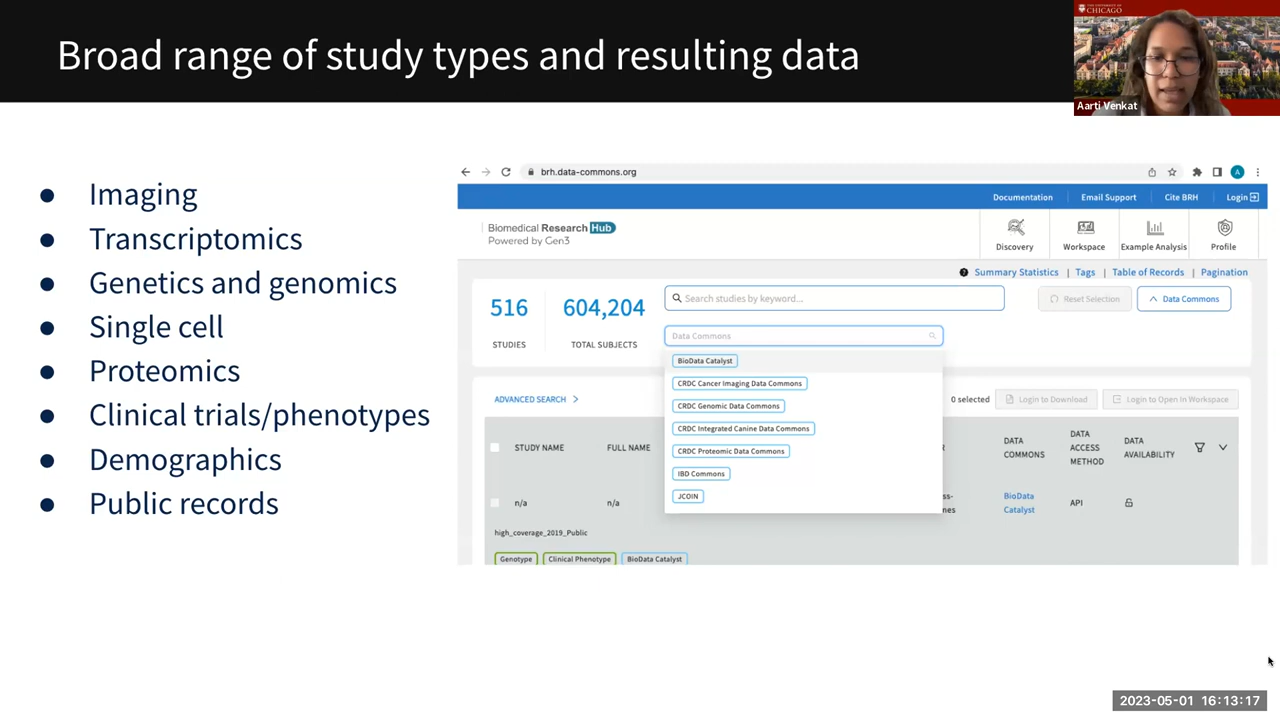 Broad range of study types and resulting data
THE UNIVERSITY OF
CHICAGO
Aarti Venkat
● Imaging
● Transcriptomics
● Genetics and genomics
● Single cell
● Proteomics
● Clinical trials/phenotypes
● Demographics
● Public records
brh.data-commons.org
A
Documentation | Email Support | Cite BRH | Login
Biomedical Research Hub
Powered by Gen3
Discovery
Workspace
Example Analysis
Profile
Summary Statistics | Tags | Table of Records | Pagination
516
STUDIES
604,204
TOTAL SUBJECTS
Search studies by keyword...
Reset Selection
Data Commons
Data Commons
BioData Catalyst
CRDC Cancer Imaging Data Commons
CRDC Genomic Data Commons
CRDC Integrated Canine Data Commons
CRDC Proteomic Data Commons
IBD Commons
JCOIN
ADVANCED SEARCH >
0 selected
Login to Download
Login to Open in Workspace
STUDY NAME
FULL NAME
DATA
COMMONS
DATA
ACCESS
METHOD
DATA
AVAILABILITY
n/a
n/a
BioData
Catalyst
API
high_coverage_2019_Public
Genotype
Clinical Phenotype
BioData Catalyst
2023-05-01 16:13:17